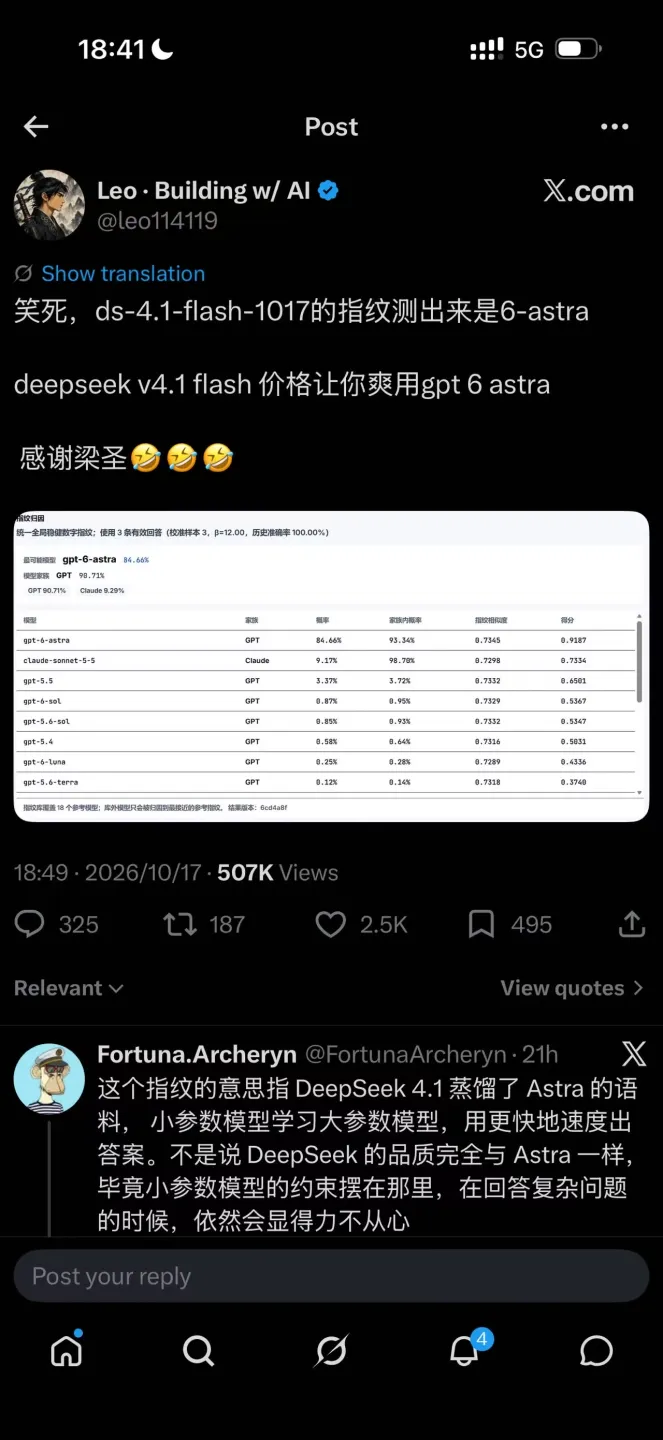 18:41
5G
Post
Leo · Building w/ AI
@leo114119
X.com
Show translation
笑死，ds-4.1-flash-1017的指纹测出来是6-astra
deepseek v4.1 flash 价格让你爽用gpt 6 astra
感谢梁圣🤣🤣🤣
指纹归因
统一全局稳健数字指纹；使用 3 条有效回答（校准样本 3，β=12.00，历史准确率 100.00%）
最可能模型 gpt-6-astra 84.66%
模型家族 GPT 90.71%
GPT 90.71% Claude 9.29%
模型 家族 概率 家族内概率 指纹相似度 得分
gpt-6-astra GPT 84.66% 93.34% 0.7345 0.9187
claude-sonnet-5-5 Claude 9.17% 98.70% 0.7298 0.7334
gpt-5.5 GPT 3.37% 3.72% 0.7332 0.6501
gpt-6-sol GPT 0.87% 0.95% 0.7329 0.5367
gpt-5.6-sol GPT 0.85% 0.93% 0.7332 0.5347
gpt-5.4 GPT 0.58% 0.64% 0.7316 0.5031
gpt-6-luna GPT 0.25% 0.28% 0.7289 0.4336
gpt-5.6-terra GPT 0.12% 0.14% 0.7318 0.3740
指纹库覆盖 18 个参考模型；库外模型只会被归因到最接近的参考指纹。 结果版本：6cd4a8f
18:49 · 2026/10/17 · 507K Views
325 187 2.5K 495
Relevant
View quotes
Fortuna.Archeryn @FortunaArcheryn · 21h
这个指纹的意思指 DeepSeek 4.1 蒸馏了 Astra 的语
料， 小参数模型学习大参数模型，用更快地速度出
答案。不是说 DeepSeek 的品质完全与 Astra 一样，
毕竟小参数模型的约束摆在那里，在回答复杂问题
的时候，依然会显得力不从心
Post your reply
4